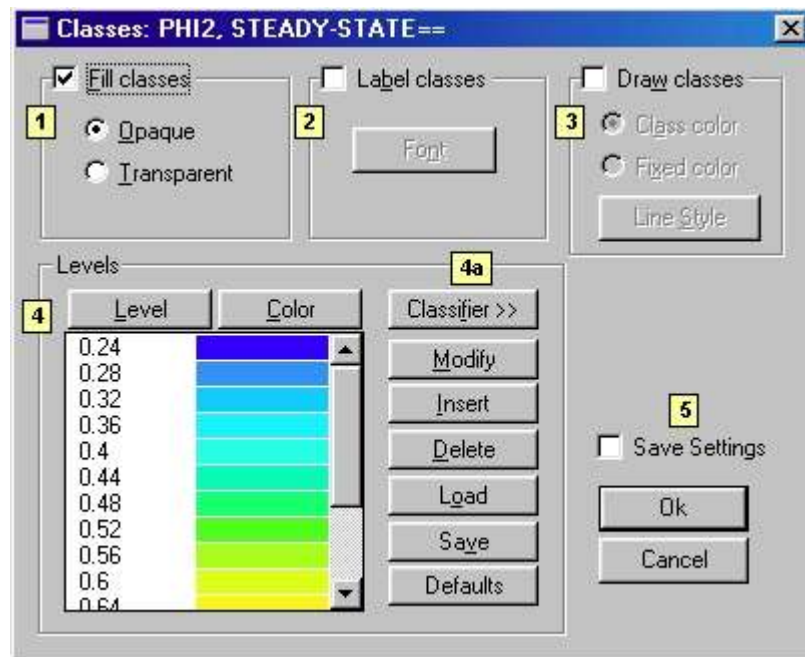 Classes: PHI2, STEADY-STATE==
Fill classes
1
Opaque
Transparent
Label classes
2
Font
Draw classes
3
Class color
Fixed color
Line Style
Levels
4
Level
Color
0.24
0.28
0.32
0.36
0.4
0.44
0.48
0.52
0.56
0.6
0.64
4a
Classifier >>
Modify
Insert
Delete
Load
Save
Defaults
5
Save Settings
Ok
Cancel